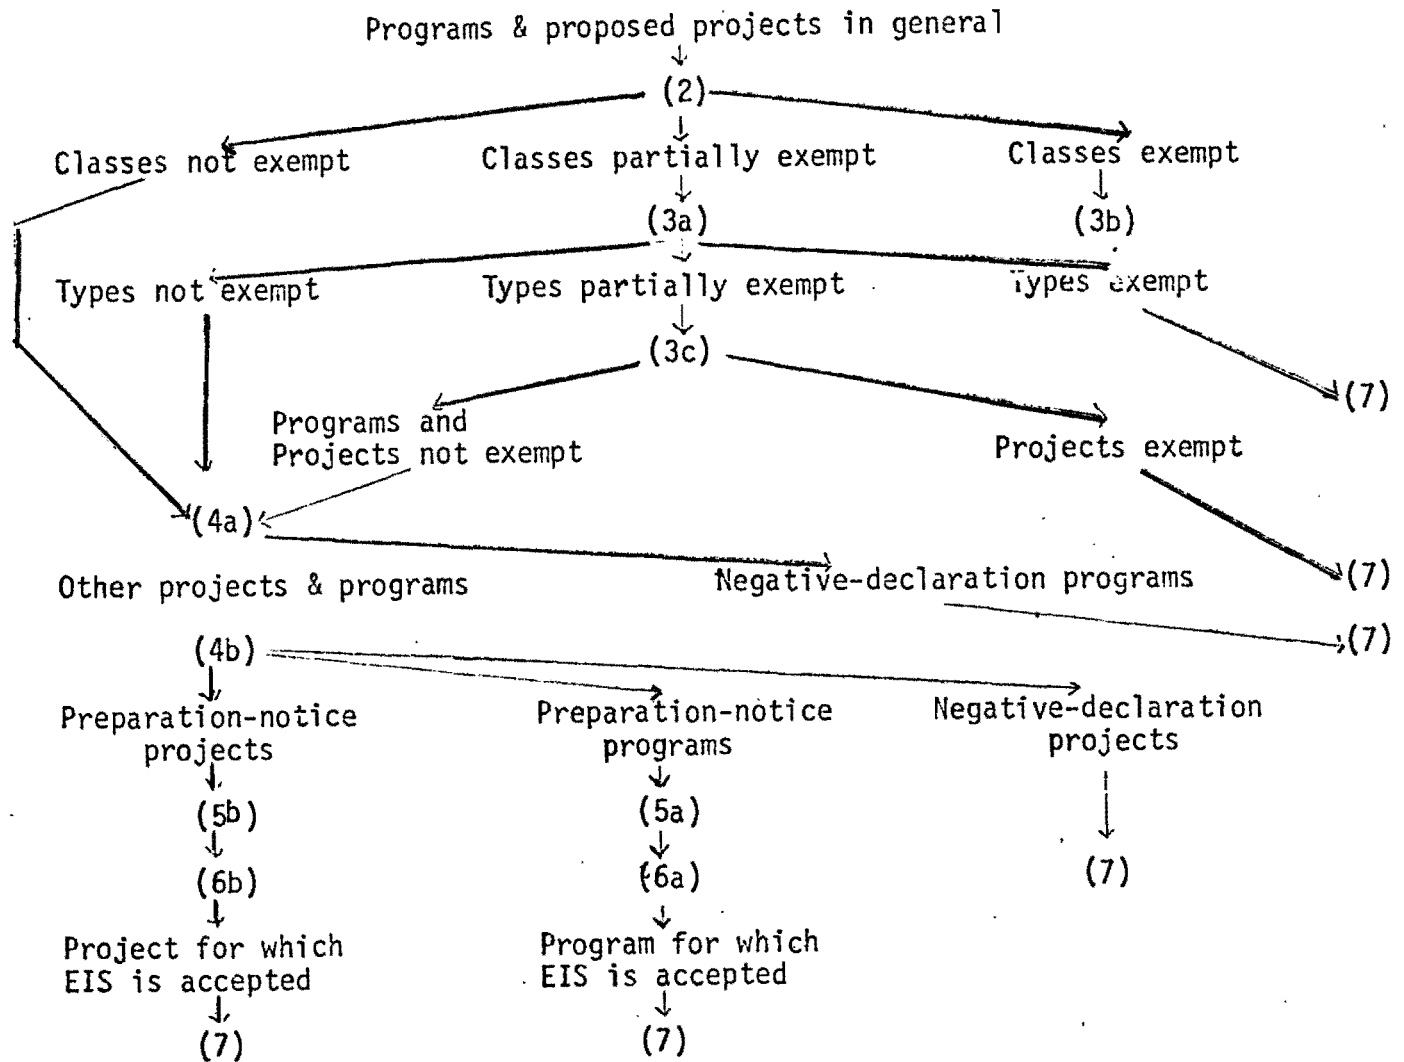 Programs & proposed projects in general
(2)
Classes not exempt
Classes partially exempt
Classes exempt
(3a)
(3b)
Types not exempt
Types partially exempt
Types exempt
(3c)
(7)
Programs and
Projects not exempt
Projects exempt
(4a)
(7)
Other projects & programs
Negative-declaration programs
(7)
(4b)
Preparation-notice
projects
Preparation-notice
programs
Negative-declaration
projects
(5b)
(5a)
(7)
(6b)
(6a)
Project for which
EIS is accepted
Program for which
EIS is accepted
(7)
(7)